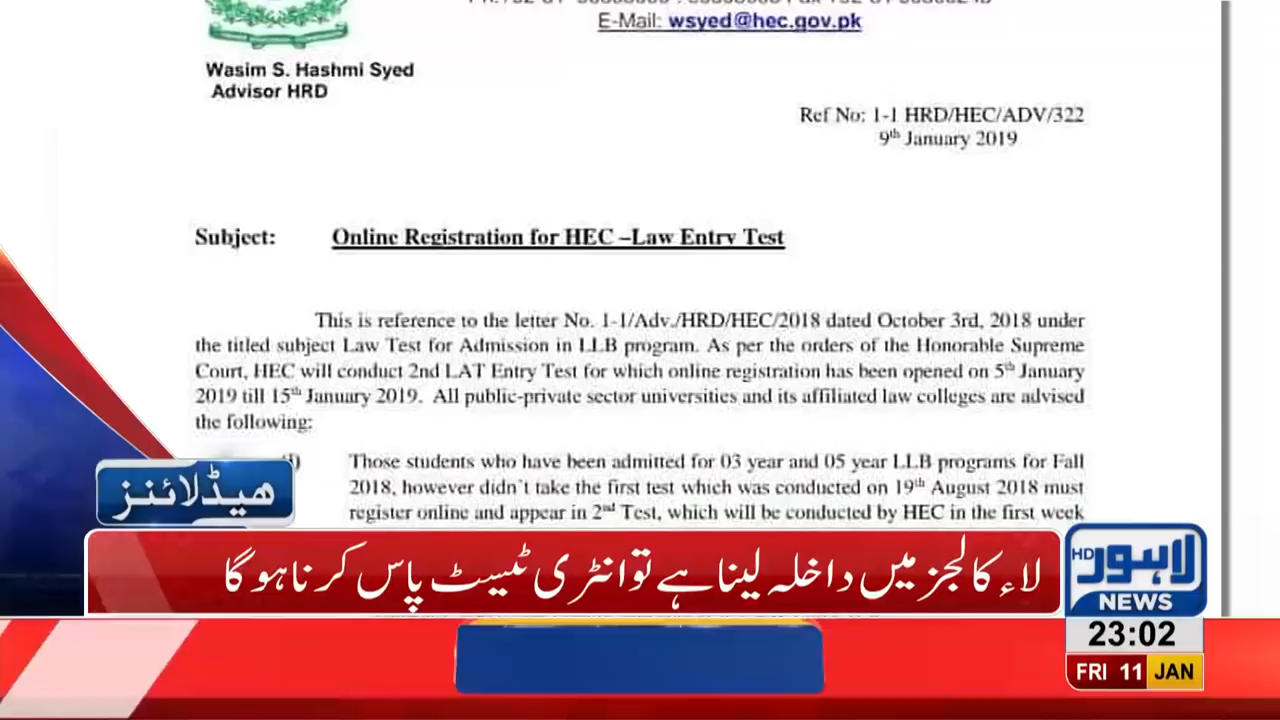 E-Mail: wsyed@hec.gov.pk
Wasim S. Hashmi Syed
Advisor HRD
Ref No: 1-1 HRD/HEC/ADV/322
9th January 2019
Subject: Online Registration for HEC –Law Entry Test
This is reference to the letter No. 1-1/Adv./HRD/HEC/2018 dated October 3rd, 2018 under
the titled subject Law Test for Admission in LLB program. As per the orders of the Honorable Supreme
Court, HEC will conduct 2nd LAT Entry Test for which online registration has been opened on 5th January
2019 till 15th January 2019. All public-private sector universities and its affiliated law colleges are advised
the following:
Those students who have been admitted for 03 year and 05 year LLB programs for Fall
2018, however didn`t take the first test which was conducted on 19th August 2018 must
register online and appear in 2nd Test, which will be conducted by HEC in the first week
ھیڈلائنز
لاء کالجز میں داخلہ لینا ہے تو انٹری ٹیسٹ پاس کرنا ہوگا
لاہور HD
NEWS
23:02
FRI 11 JAN